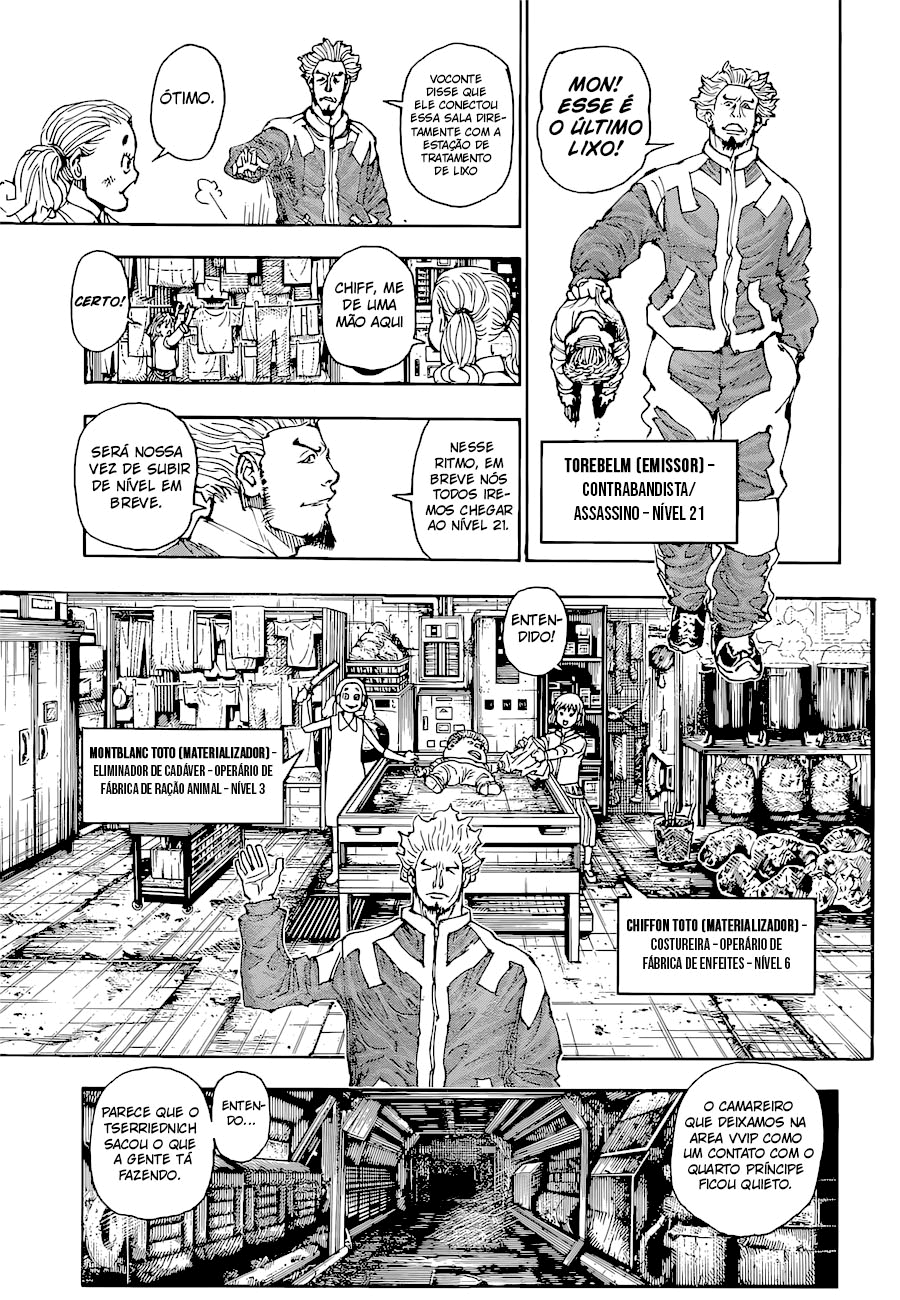 MON!
ESSE É
O ÚLTIMO
LIXO!
TOREBELM (EMISSOR) –
CONTRABANDISTA/
ASSASSINO – NÍVEL 21
VOCONTE
DISSE QUE
ELE CONECTOU
ESSA SALA DIRE-
TAMENTE COM A
ESTAÇÃO DE
TRATAMENTO
DE LIXO
ÓTIMO.
CHIFF, ME
DE UMA
MÃO AQUI
CERTO!
NESSE
RITMO, EM
BREVE NÓS
TODOS IRE-
MOS CHEGAR
AO NÍVEL 21.
SERÁ NOSSA
VEZ DE SUBIR
DE NÍVEL EM
BREVE.
ENTEN-
DIDO!
MONTBLANC TOTO (MATERIALIZADOR) –
ELIMINADOR DE CADÁVER – OPERÁRIO DE
FÁBRICA DE RAÇÃO ANIMAL – NÍVEL 3
CHIFFON TOTO (MATERIALIZADOR) –
COSTUREIRA – OPERÁRIO DE
FÁBRICA DE ENFEITES – NÍVEL 6
O CAMAREIRO
QUE DEIXAMOS NA
AREA VVIP COMO
UM CONTATO COM O
QUARTO PRÍNCIPE
FICOU QUIETO.
ENTEN-
DO...
PARECE QUE O
TSERRIEDNICH
SACOU O QUE
A GENTE TÁ
FAZENDO.